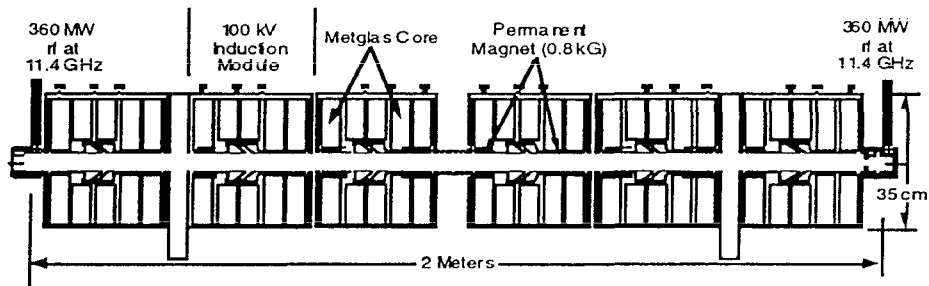 360 MW
rf at
11.4 GHz
100 kV
Induction
Module
Metglas Core
Permanent
Magnet (0.8 kG)
360 MW
rf at
11.4 GHz
35 cm
2 Meters